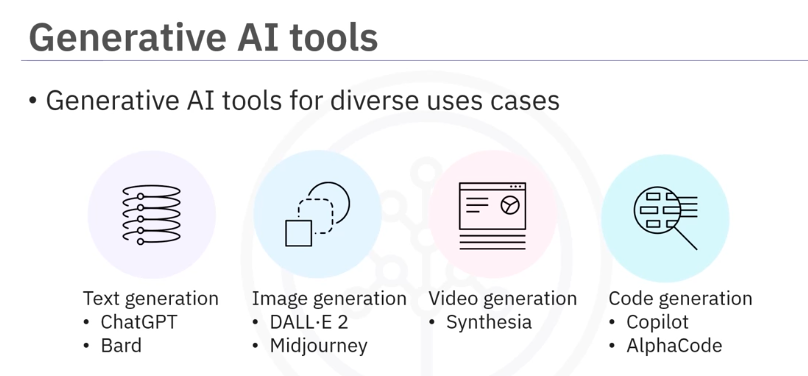 Generative AI tools
• Generative AI tools for diverse uses cases
Text generation
• ChatGPT
• Bard
Image generation
• DALL·E 2
• Midjourney
Video generation
• Synthesia
Code generation
• Copilot
• AlphaCode